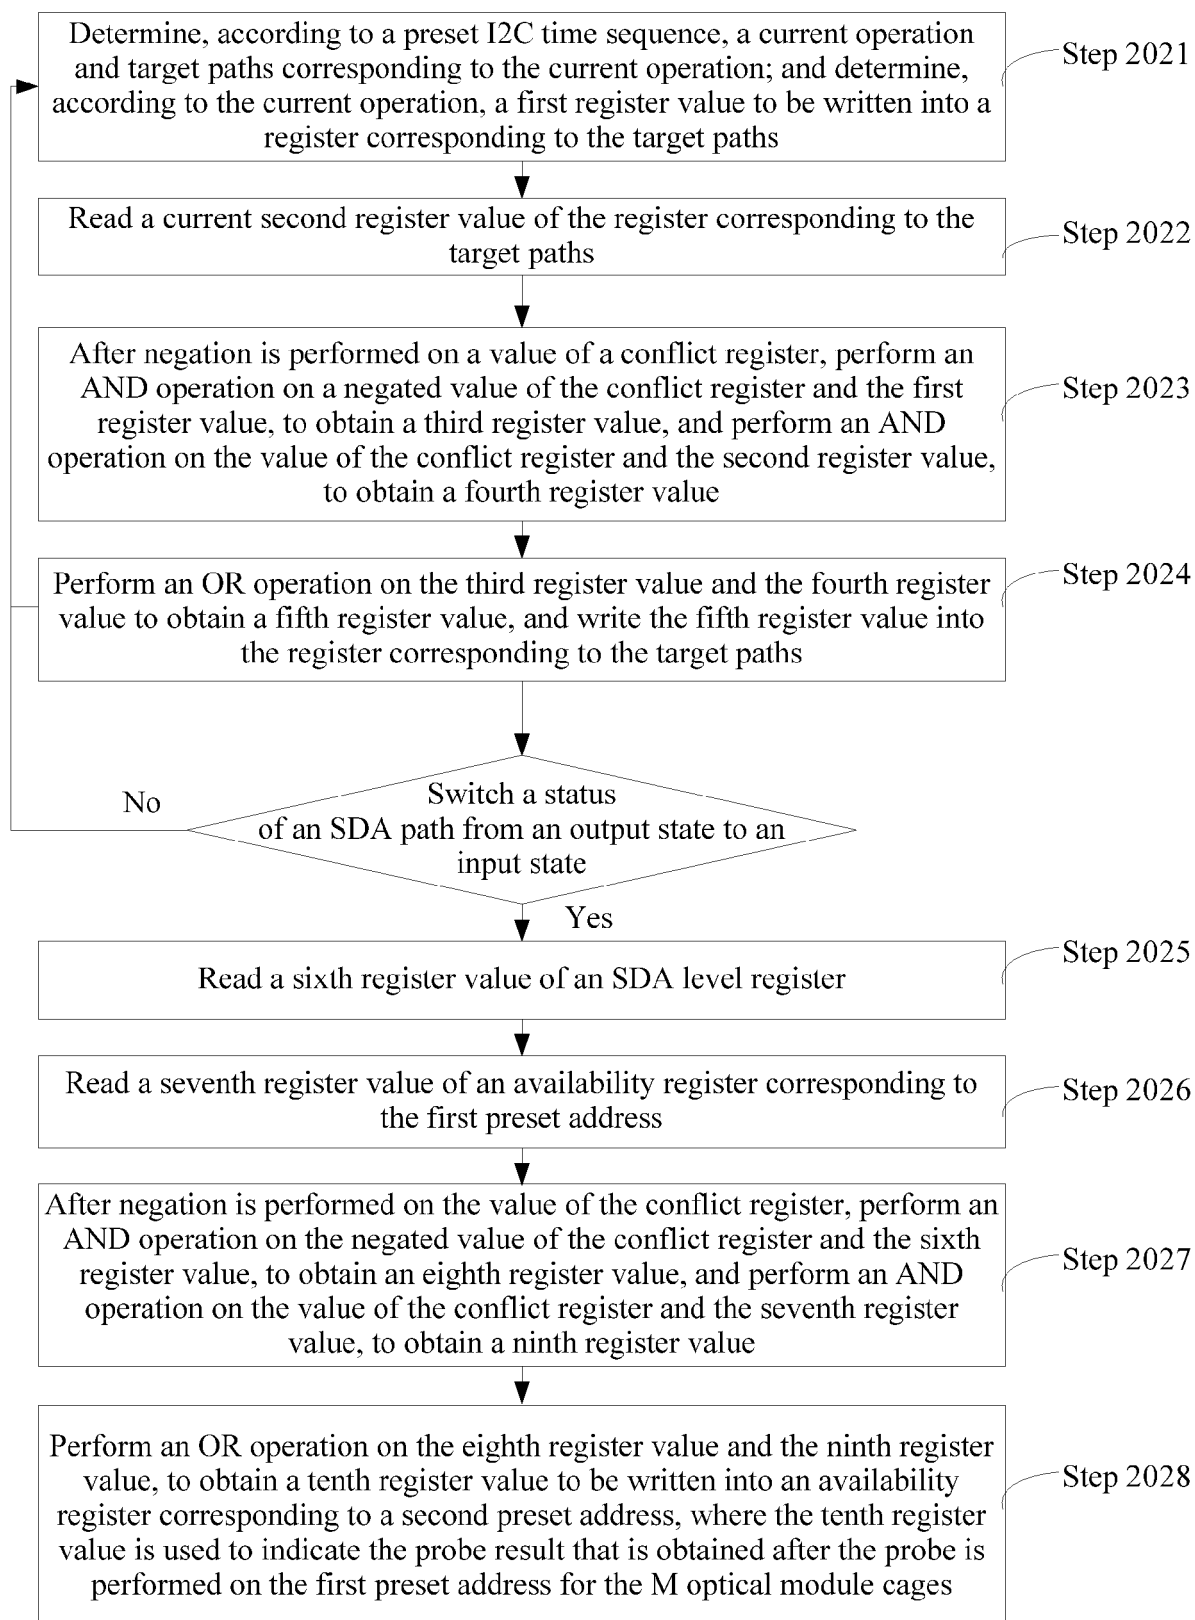 Determine, according to a preset I2C time sequence, a current operation
and target paths corresponding to the current operation; and determine,
according to the current operation, a first register value to be written into a
register corresponding to the target paths
Step 2021
Read a current second register value of the register corresponding to the
target paths
Step 2022
After negation is performed on a value of a conflict register, perform an
AND operation on a negated value of the conflict register and the first
register value, to obtain a third register value, and perform an AND
operation on the value of the conflict register and the second register value,
to obtain a fourth register value
Step 2023
Perform an OR operation on the third register value and the fourth register
value to obtain a fifth register value, and write the fifth register value into
the register corresponding to the target paths
Step 2024
No
Switch a status
of an SDA path from an output state to an
input state
Yes
Read a sixth register value of an SDA level register
Step 2025
Read a seventh register value of an availability register corresponding to
the first preset address
Step 2026
After negation is performed on the value of the conflict register, perform an
AND operation on the negated value of the conflict register and the sixth
register value, to obtain an eighth register value, and perform an AND
operation on the value of the conflict register and the seventh register
value, to obtain a ninth register value
Step 2027
Perform an OR operation on the eighth register value and the ninth register
value, to obtain a tenth register value to be written into an availability
register corresponding to a second preset address, where the tenth register
value is used to indicate the probe result that is obtained after the probe is
performed on the first preset address for the M optical module cages
Step 2028